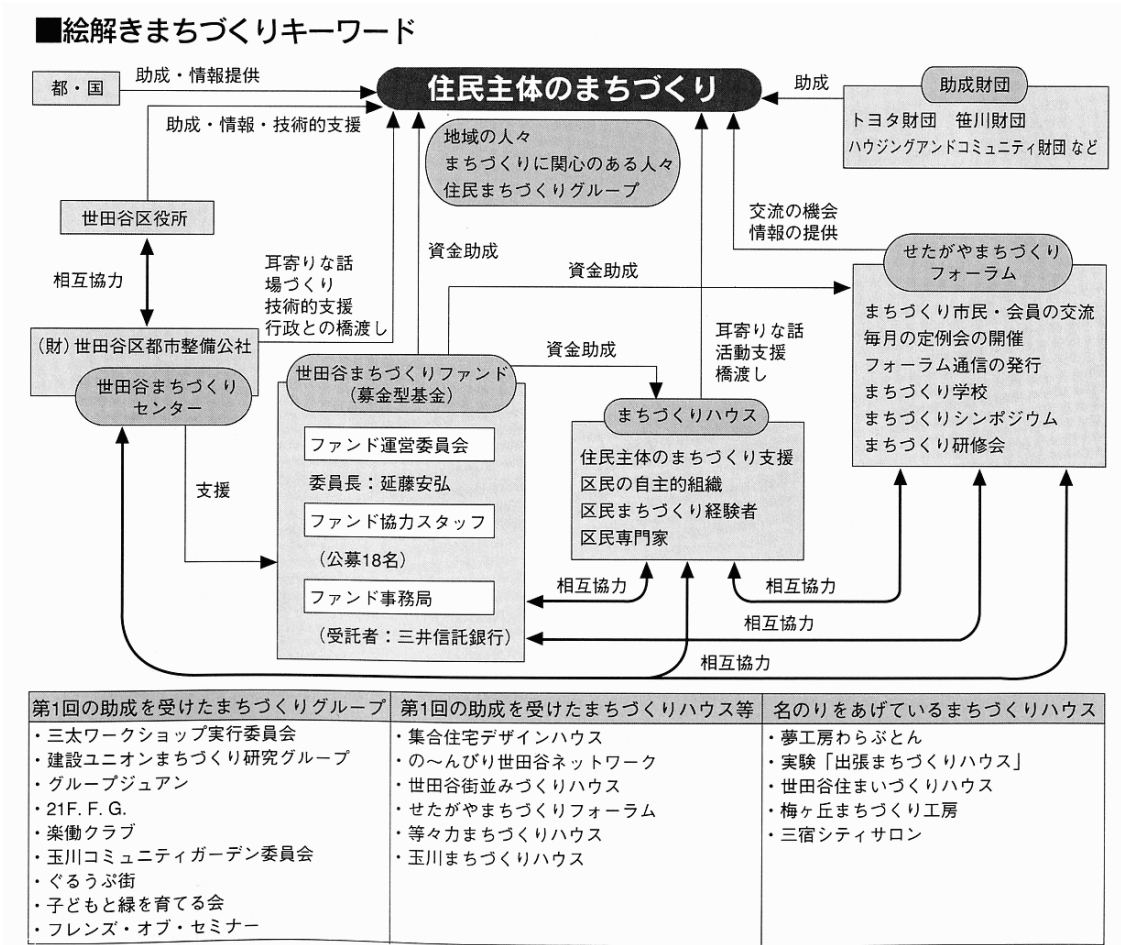 ■絵解きまちづくりキーワード
都・国
助成・情報提供
住民主体のまちづくり
助成
助成財団
トヨタ財団　笹川財団
ハウジングアンドコミュニティ財団 など
助成・情報・技術的支援
地域の人々
まちづくりに関心のある人々
住民まちづくりグループ
世田谷区役所
相互協力
耳寄りな話
場づくり
技術的支援
行政との橋渡し
資金助成
資金助成
交流の機会
情報の提供
せたがやまちづくり
フォーラム
まちづくり市民・会員の交流
毎月の定例会の開催
フォーラム通信の発行
まちづくり学校
まちづくりシンポジウム
まちづくり研修会
(財)世田谷区都市整備公社
世田谷まちづくり
センター
支援
世田谷まちづくりファンド
(募金型基金)
ファンド運営委員会
委員長：延藤安弘
ファンド協力スタッフ
(公募18名)
ファンド事務局
(受託者：三井信託銀行)
資金助成
耳寄りな話
活動支援
橋渡し
まちづくりハウス
住民主体のまちづくり支援
区民の自主的組織
区民まちづくり経験者
区民専門家
相互協力
相互協力
相互協力
相互協力
第1回の助成を受けたまちづくりグループ
・三太ワークショップ実行委員会
・建設ユニオンまちづくり研究グループ
・グループジュアン
・21F. F. G.
・楽働クラブ
・玉川コミュニティガーデン委員会
・ぐるうぷ街
・子どもと緑を育てる会
・フレンズ・オブ・セミナー
第1回の助成を受けたまちづくりハウス等
・集合住宅デザインハウス
・の〜んびり世田谷ネットワーク
・世田谷街並みづくりハウス
・せたがやまちづくりフォーラム
・等々力まちづくりハウス
・玉川まちづくりハウス
名のりをあげているまちづくりハウス
・夢工房わらぶとん
・実験「出張まちづくりハウス」
・世田谷住まいづくりハウス
・梅ヶ丘まちづくり工房
・三宿シティサロン